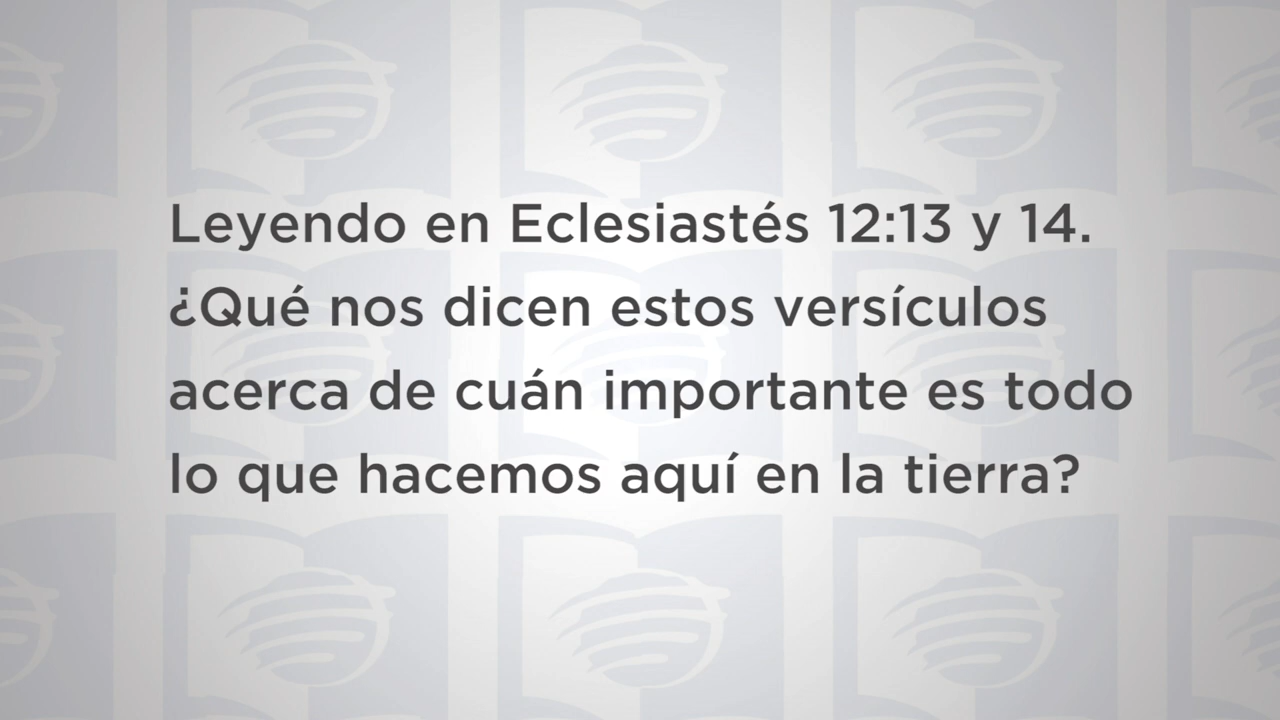 Leyendo en Eclesiastés 12:13 y 14.
¿Qué nos dicen estos versículos
acerca de cuán importante es todo
lo que hacemos aquí en la tierra?